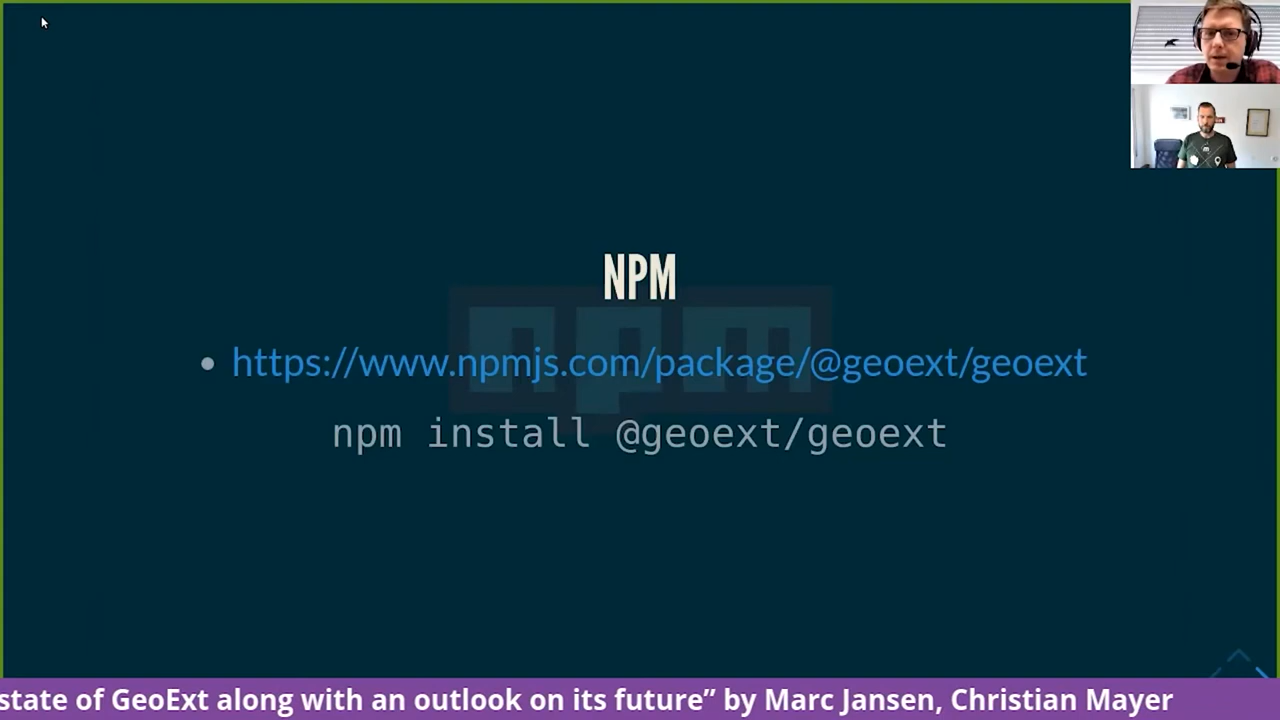 NPM
npm
https://www.npmjs.com/package/@geoext/geoext
npm install @geoext/geoext
state of GeoExt along with an outlook on its future” by Marc Jansen, Christian Mayer